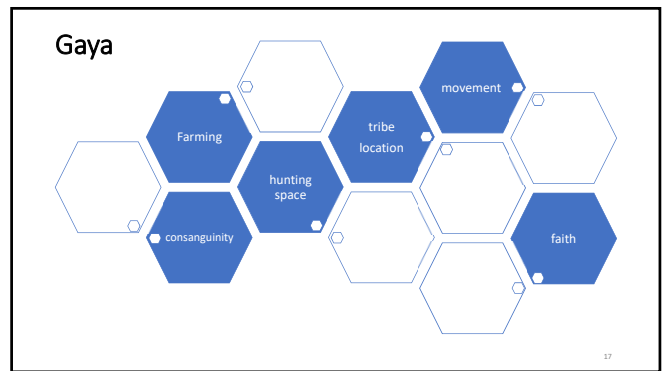 Gaya
movement
tribe
location
Farming
hunting
space
consanguinity
faith
17